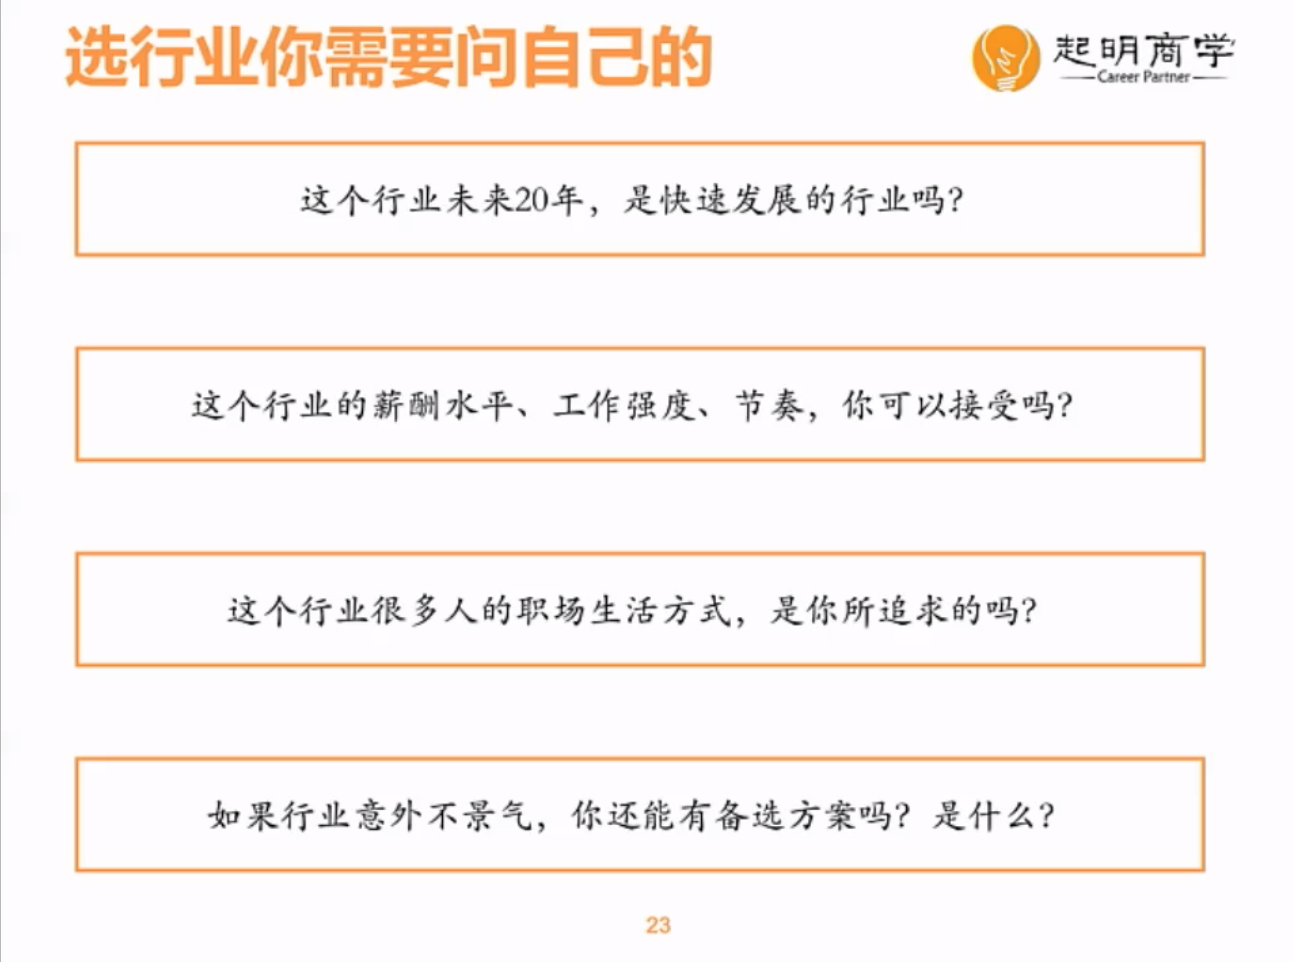 选行业你需要问自己的
起明商学
Career Partner
这个行业未来20年，是快速发展的行业吗？
这个行业的薪酬水平、工作强度、节奏，你可以接受吗？
这个行业很多人的职场生活方式，是你所追求的吗？
如果行业意外不景气，你还能有备选方案吗？是什么？
23